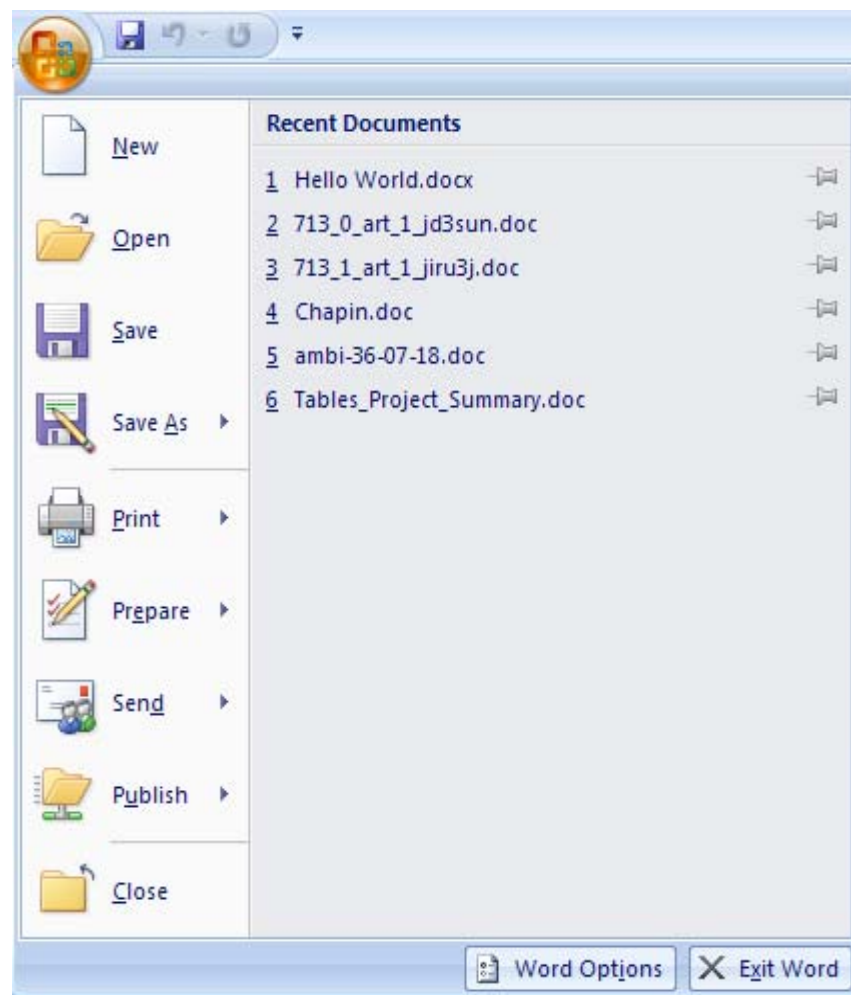 New
Open
Save
Save As
Print
Prepare
Send
Publish
Close
Recent Documents
1 Hello World.docx
2 713_0_art_1_jd3sun.doc
3 713_1_art_1_jiru3j.doc
4 Chapin.doc
5 ambi-36-07-18.doc
6 Tables_Project_Summary.doc
Word Options
Exit Word